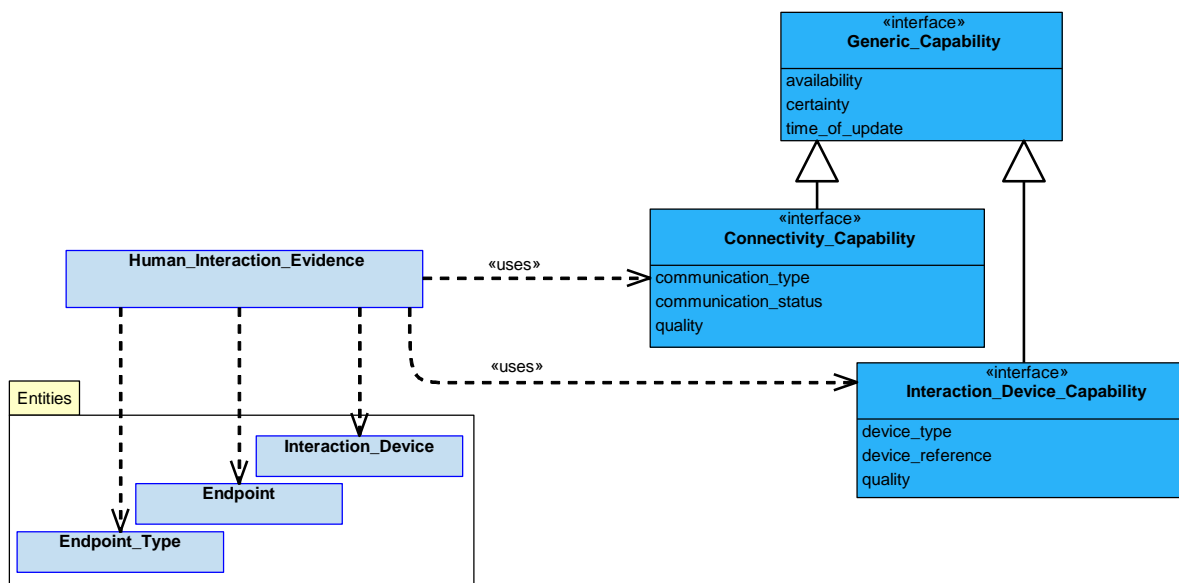 «interface»
Generic_Capability
availability
certainty
time_of_update
«interface»
Connectivity_Capability
communication_type
communication_status
quality
Human_Interaction_Evidence
«uses»
«uses»
«interface»
Interaction_Device_Capability
device_type
device_reference
quality
Entities
Interaction_Device
Endpoint
Endpoint_Type